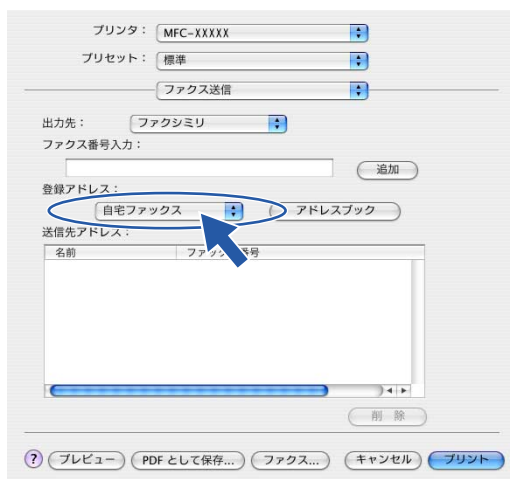 プリンタ： MFC-XXXXX
プリセット： 標準
ファクス送信
出力先： ファクシミリ
ファクス番号入力：
追加
登録アドレス：
自宅ファックス アドレスブック
送信先アドレス：
名前 ファックス番号
削 除
? プレビュー PDF として保存... ファクス... キャンセル プリント